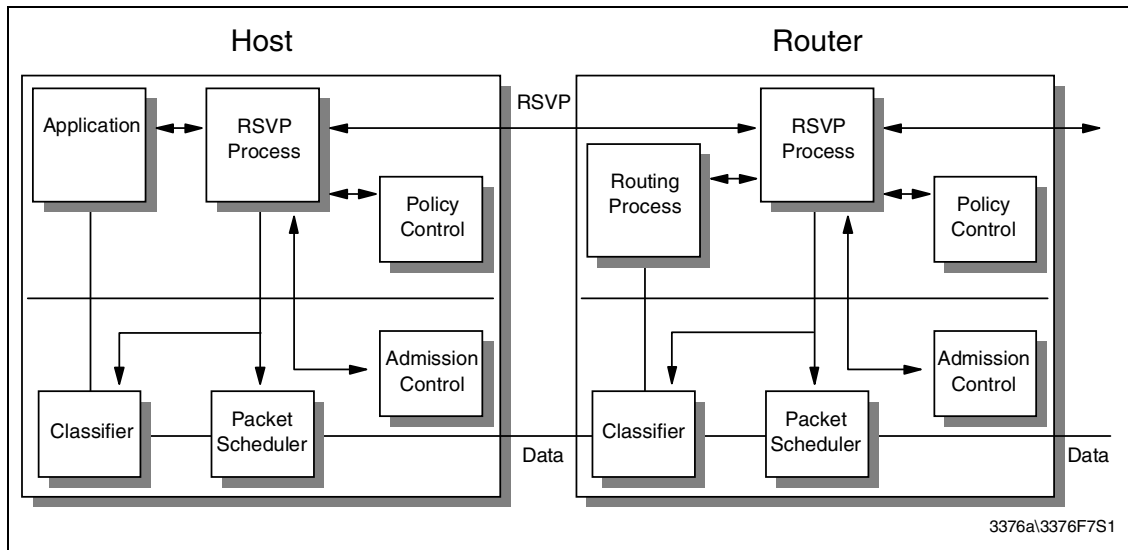 Host
Router
Application
RSVP
Process
RSVP
RSVP
Process
Routing
Process
Policy
Control
Policy
Control
Admission
Control
Admission
Control
Classifier
Packet
Scheduler
Data
Classifier
Packet
Scheduler
Data
3376a\3376F7S1